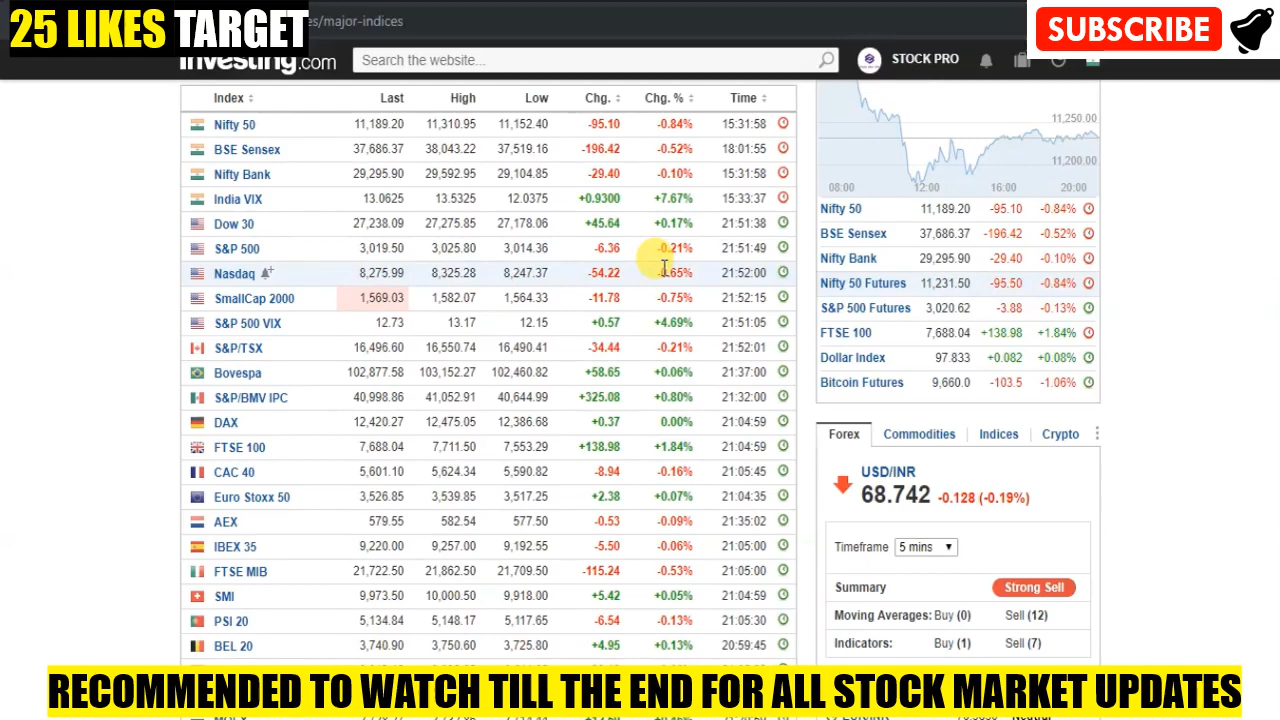 25 LIKES TARGET
es/major-indices
SUBSCRIBE
Investing.com
Search the website...
STOCK PRO
Index Last High Low Chg. Chg. % Time
Nifty 50 11,189.20 11,310.95 11,152.40 -95.10 -0.84% 15:31:58
BSE Sensex 37,686.37 38,043.22 37,519.16 -196.42 -0.52% 18:01:55
Nifty Bank 29,295.90 29,592.95 29,104.85 -29.40 -0.10% 15:31:58
India VIX 13.0625 13.5325 12.0375 +0.9300 +7.67% 15:33:37
Dow 30 27,238.09 27,275.85 27,178.06 +45.64 +0.17% 21:51:38
S&P 500 3,019.50 3,025.80 3,014.36 -6.36 -0.21% 21:51:49
Nasdaq 8,275.99 8,325.28 8,247.37 -54.22 -0.65% 21:52:00
SmallCap 2000 1,569.03 1,582.07 1,564.33 -11.78 -0.75% 21:52:15
S&P 500 VIX 12.73 13.17 12.15 +0.57 +4.69% 21:51:05
S&P/TSX 16,496.60 16,550.74 16,490.41 -34.44 -0.21% 21:52:01
Bovespa 102,877.58 103,152.27 102,460.82 +58.65 +0.06% 21:37:00
S&P/BMV IPC 40,998.86 41,052.91 40,644.99 +325.08 +0.80% 21:32:00
DAX 12,420.27 12,475.05 12,386.68 +0.37 0.00% 21:04:59
FTSE 100 7,688.04 7,711.50 7,553.29 +138.98 +1.84% 21:04:59
CAC 40 5,601.10 5,624.34 5,590.82 -8.94 -0.16% 21:05:45
Euro Stoxx 50 3,526.85 3,539.85 3,517.25 +2.38 +0.07% 21:04:35
AEX 579.55 582.54 577.50 -0.53 -0.09% 21:35:02
IBEX 35 9,220.00 9,257.00 9,192.55 -5.50 -0.06% 21:05:00
FTSE MIB 21,722.50 21,862.50 21,709.50 -115.24 -0.53% 21:05:00
SMI 9,973.50 10,000.50 9,918.00 +5.42 +0.05% 21:04:59
PSI 20 5,134.85 5,148.17 5,117.65 -6.54 -0.13% 21:05:30
BEL 20 3,740.90 3,750.60 3,725.80 +4.95 +0.13% 20:59:45
11,250.00
11,200.00
08:00 12:00 16:00 20:00
Nifty 50 11,189.20 -95.10 -0.84%
BSE Sensex 37,686.37 -196.42 -0.52%
Nifty Bank 29,295.90 -29.40 -0.10%
Nifty 50 Futures 11,231.50 -95.50 -0.84%
S&P 500 Futures 3,020.62 -3.88 -0.13%
FTSE 100 7,688.04 +138.98 +1.84%
Dollar Index 97.833 +0.082 +0.08%
Bitcoin Futures 9,660.0 -103.5 -1.06%
Forex Commodities Indices Crypto
USD/INR
68.742 -0.128 (-0.19%)
Timeframe 5 mins
Summary Strong Sell
Moving Averages: Buy (0) Sell (12)
Indicators: Buy (1) Sell (7)
RECOMMENDED TO WATCH TILL THE END FOR ALL STOCK MARKET UPDATES